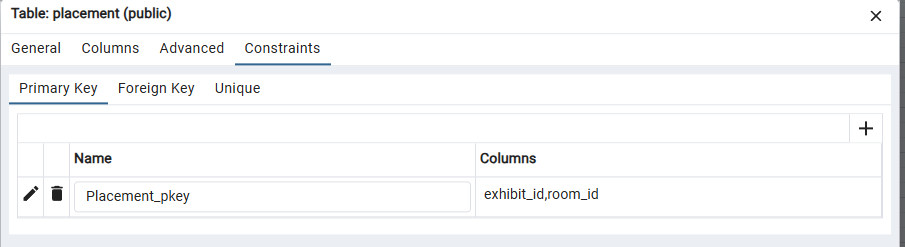 Table: placement (public)
General Columns Advanced Constraints
Primary Key Foreign Key Unique
Name Columns
Placement_pkey exhibit_id,room_id